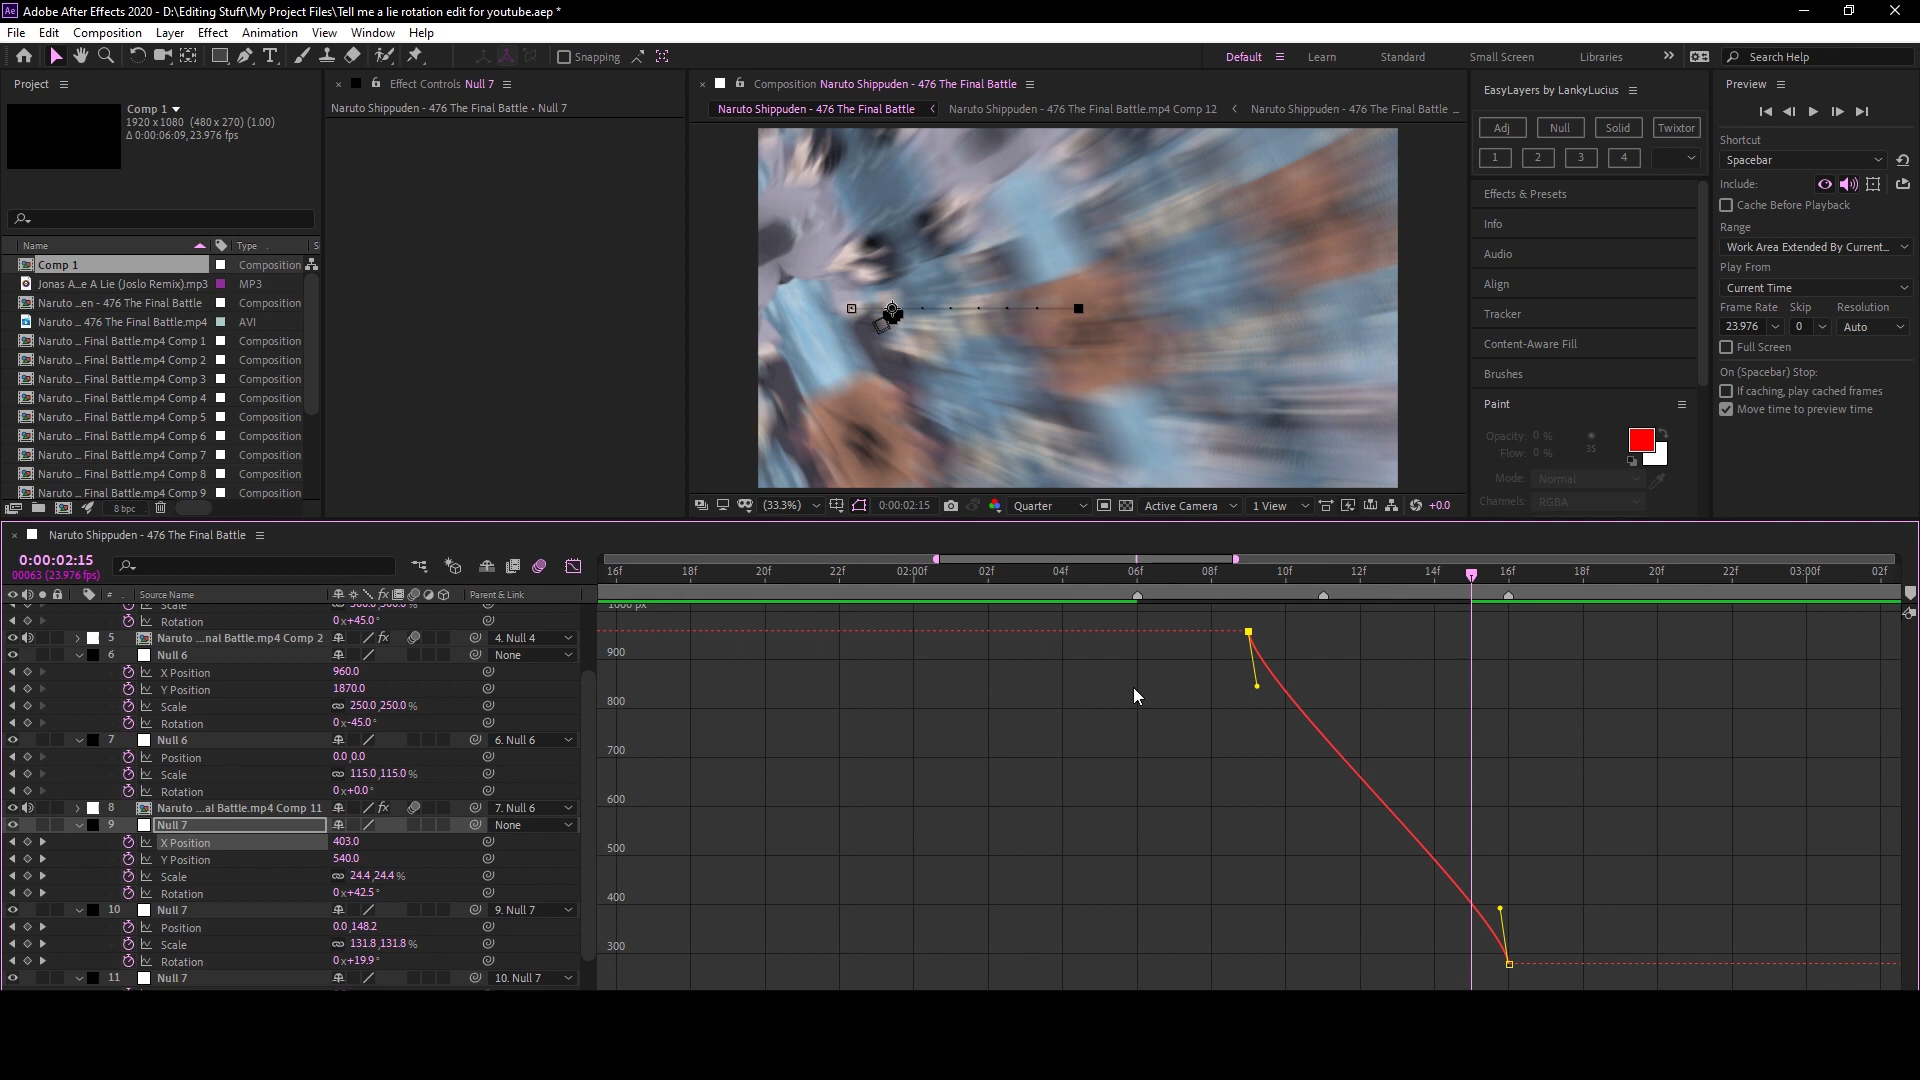 Adobe After Effects 2020 - D:\Editing Stuff\My Project Files\Tell me a lie rotation edit for youtube.aep *
File Edit Composition Layer Effect Animation View Window Help
Snapping
Default Learn Standard Small Screen Libraries Search Help
Project
Comp 1
1920 x 1080 (480 x 270) (1.00)
Δ 0:00:06:09, 23.976 fps
Name Type S
Comp 1 Composition
Jonas A...e A Lie (Joslo Remix).mp3 MP3
Naruto ...en - 476 The Final Battle Composition
Naruto ... 476 The Final Battle.mp4 AVI
Naruto ... Final Battle.mp4 Comp 1 Composition
Naruto ... Final Battle.mp4 Comp 2 Composition
Naruto ... Final Battle.mp4 Comp 3 Composition
Naruto ... Final Battle.mp4 Comp 4 Composition
Naruto ... Final Battle.mp4 Comp 5 Composition
Naruto ... Final Battle.mp4 Comp 6 Composition
Naruto ... Final Battle.mp4 Comp 7 Composition
Naruto ... Final Battle.mp4 Comp 8 Composition
Naruto ... Final Battle.mp4 Comp 9 Composition
8 bpc
Effect Controls Null 7
Naruto Shippuden - 476 The Final Battle • Null 7
Composition Naruto Shippuden - 476 The Final Battle
Naruto Shippuden - 476 The Final Battle Naruto Shippuden - 476 The Final Battle.mp4 Comp 12 Naruto Shippuden - 476 The Final Battle ...
(33.3%) 0:00:02:15 Quarter Active Camera 1 View +0.0
EasyLayers by LankyLucius
Adj Null Solid Twixtor
1 2 3 4
Effects & Presets
Info
Audio
Align
Tracker
Content-Aware Fill
Brushes
Paint
Opacity: 0 %
Flow: 0 %
35
Mode: Normal
Channels: RGBA
Preview
Shortcut
Spacebar
Include:
Cache Before Playback
Range
Work Area Extended By Current...
Play From
Current Time
Frame Rate Skip Resolution
23.976 0 Auto
Full Screen
On (Spacebar) Stop:
If caching, play cached frames
Move time to preview time
Naruto Shippuden - 476 The Final Battle
0:00:02:15
00063 (23.976 fps)
# Source Name fx Parent & Link
Scale 300.0,300.0 %
Rotation 0x+45.0°
5 Naruto ...nal Battle.mp4 Comp 2 fx 4. Null 4
6 Null 6 None
X Position 960.0
Y Position 1870.0
Scale 250.0,250.0 %
Rotation 0x-45.0°
7 Null 6 6. Null 6
Position 0.0,0.0
Scale 115.0,115.0 %
Rotation 0x+0.0°
8 Naruto ...al Battle.mp4 Comp 11 fx 7. Null 6
9 Null 7 None
X Position 403.0
Y Position 540.0
Scale 24.4,24.4 %
Rotation 0x+42.5°
10 Null 7 9. Null 7
Position 0.0,148.2
Scale 131.8,131.8 %
Rotation 0x+19.9°
11 Null 7 10. Null 7
16f 18f 20f 22f 02:00f 02f 04f 06f 08f 10f 12f 14f 16f 18f 20f 22f 03:00f 02f
1000 px
900
800
700
600
500
400
300